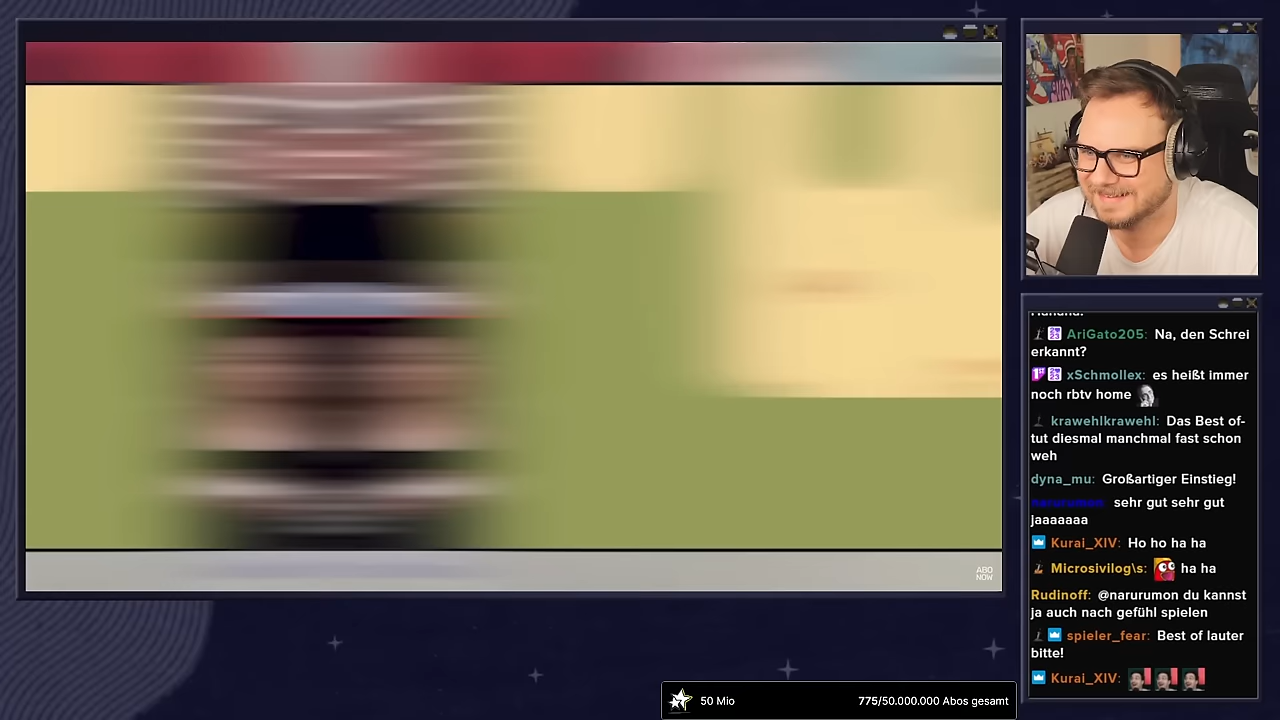 AriGato205: Na, den Schrei
erkannt?
xSchmollex: es heißt immer
noch rbtv home
krawehlkrawehl: Das Best of-
tut diesmal manchmal fast schon
weh
dyna_mu: Großartiger Einstieg!
narurumon: sehr gut sehr gut
jaaaaaaa
Kurai_XIV: Ho ho ha ha
Microsivilog\s: ha ha
Rudinoff: @narurumon du kannst
ja auch nach gefühl spielen
spieler_fear: Best of lauter
bitte!
Kurai_XIV:
ABO
NOW
50 Mio
775/50.000.000 Abos gesamt